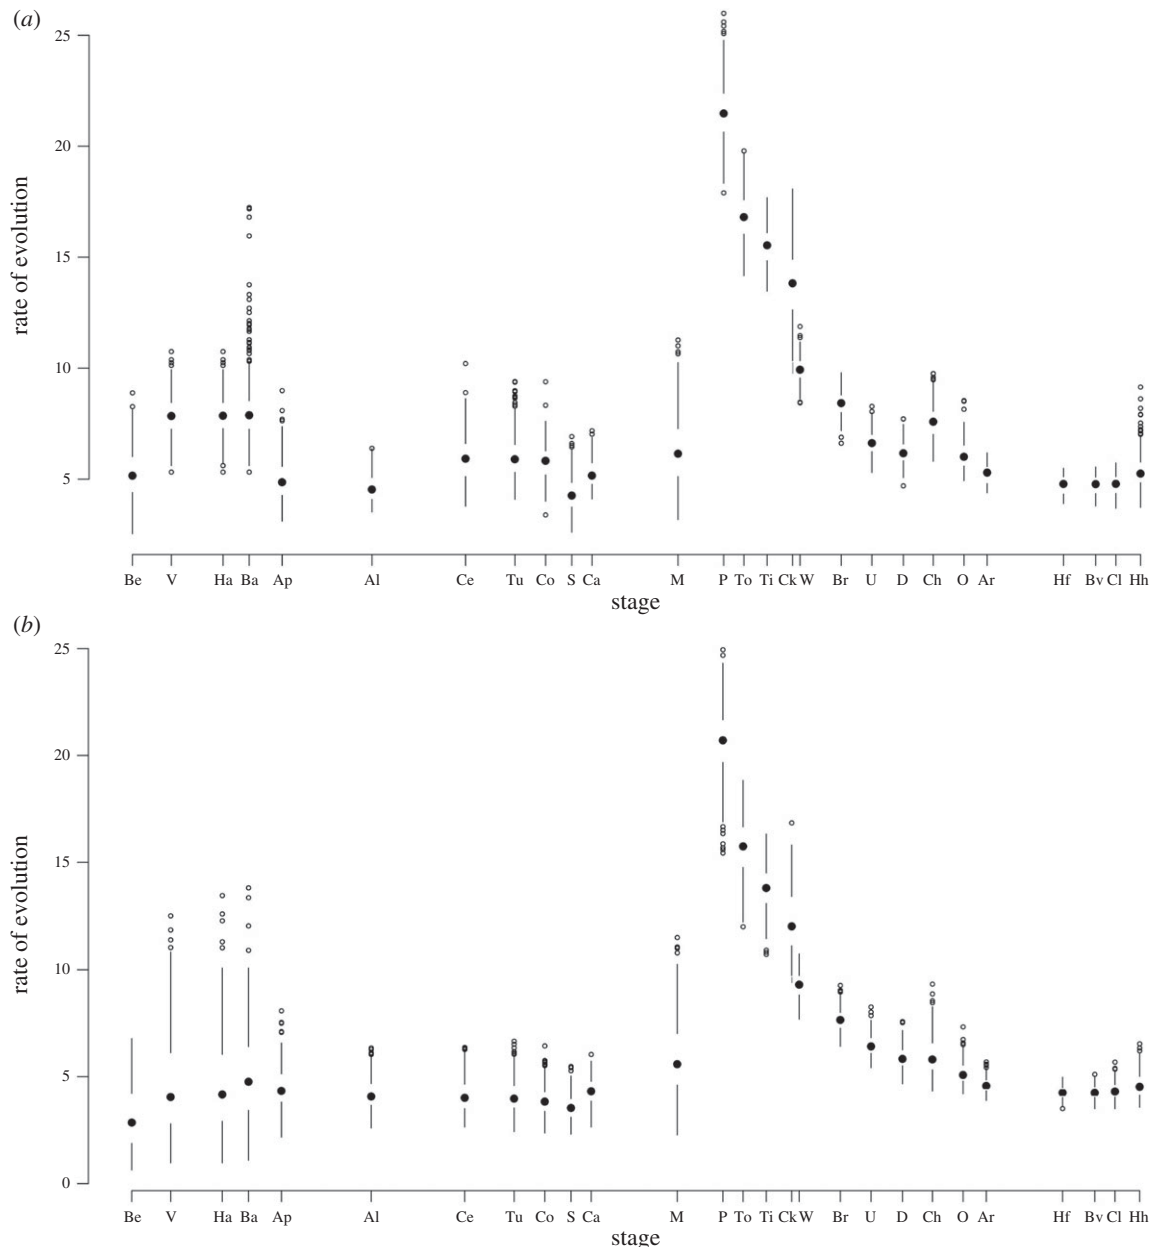 (a)
25
20
15
10
5
rate of evolution
Be V Ha Ba Ap Al Ce Tu Co S Ca M P To Ti Ck W Br U D Ch O Ar Hf Bv Cl Hh
stage
(b)
25
20
15
10
5
0
rate of evolution
Be V Ha Ba Ap Al Ce Tu Co S Ca M P To Ti Ck W Br U D Ch O Ar Hf Bv Cl Hh
stage